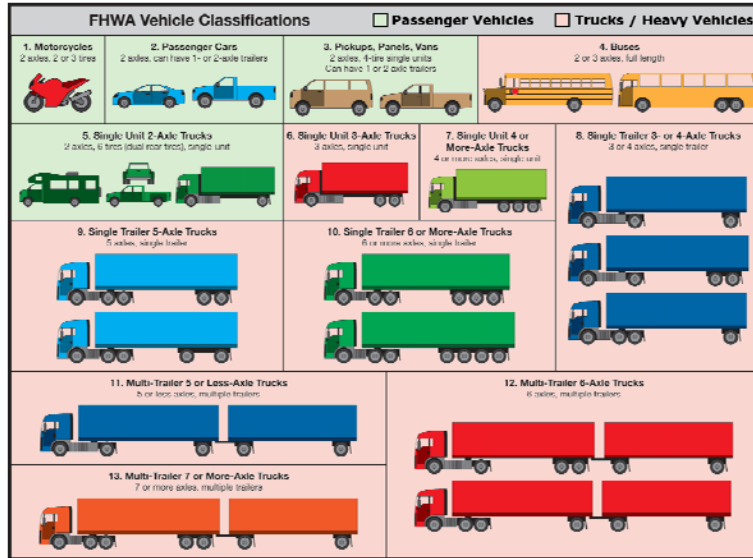 FHWA Vehicle Classifications
Passenger Vehicles
Trucks / Heavy Vehicles
1. Motorcycles
2 axles, 2 or 3 tires
2. Passenger Cars
2 axles, can have 1- or 2-axle trailers
3. Pickups, Panels, Vans
2 axles, 4-tire single units
Can have 1 or 2 axle trailers
4. Buses
2 or 3 axles, full length
5. Single Unit 2-Axle Trucks
2 axles, 6 tires (dual rear tires), single unit
6. Single Unit 3-Axle Trucks
3 axles, single unit
7. Single Unit 4 or
More-Axle Trucks
4 or more axles, single unit
8. Single Trailer 3- or 4-Axle Trucks
3 or 4 axles, single trailer
9. Single Trailer 5-Axle Trucks
5 axles, single trailer
10. Single Trailer 6 or More-Axle Trucks
6 or more axles, single trailer
11. Multi-Trailer 5 or Less-Axle Trucks
5 or less axles, multiple trailers
12. Multi-Trailer 6-Axle Trucks
6 axles, multiple trailers
13. Multi-Trailer 7 or More-Axle Trucks
7 or more axles, multiple trailers